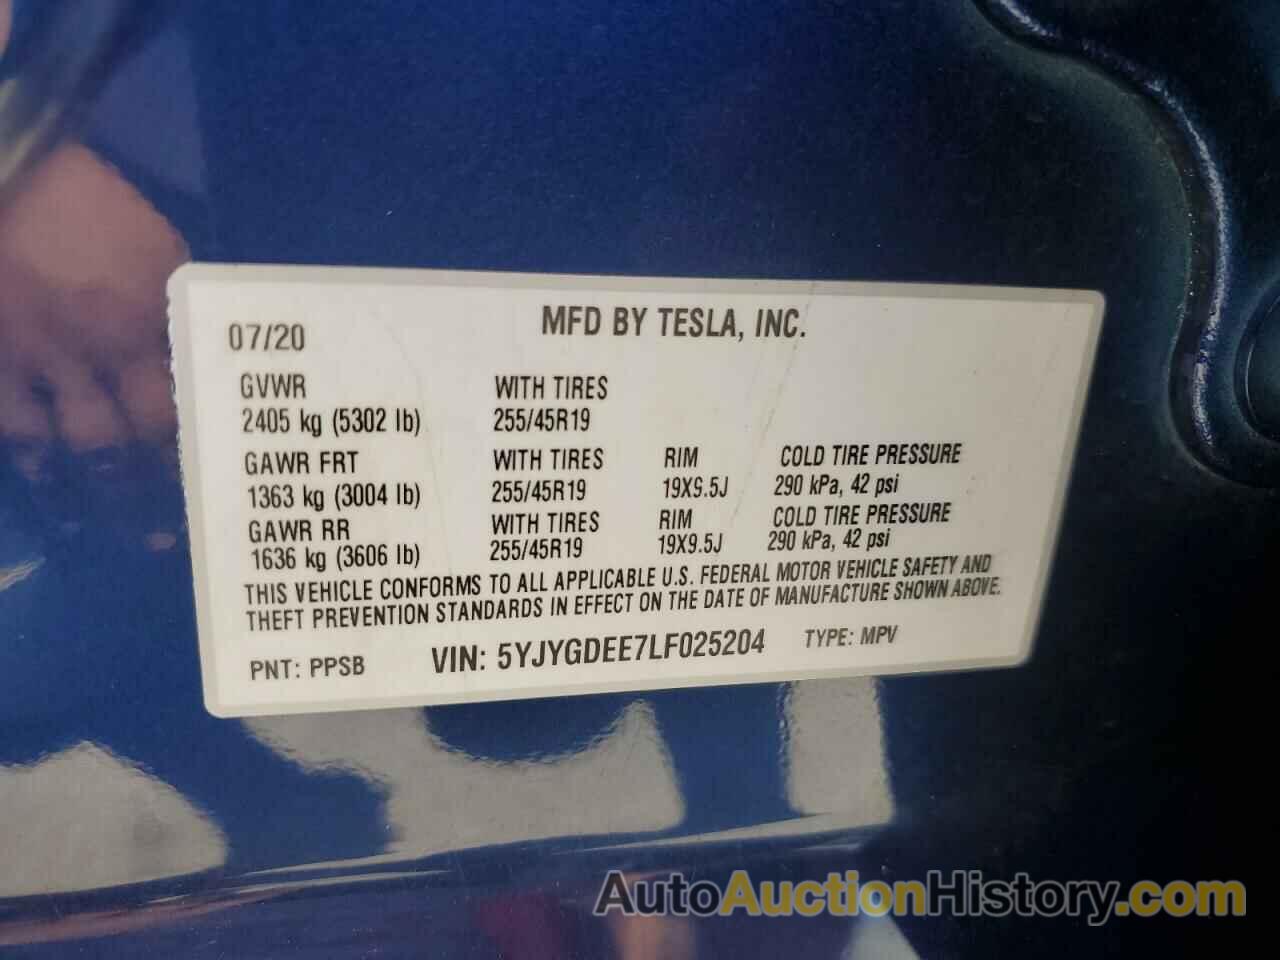 MFD BY TESLA, INC.
07/20
GVWR WITH TIRES
2405 kg (5302 lb) 255/45R19
GAWR FRT WITH TIRES RIM COLD TIRE PRESSURE
1363 kg (3004 lb) 255/45R19 19X9.5J 290 kPa, 42 psi
GAWR RR WITH TIRES RIM COLD TIRE PRESSURE
1636 kg (3606 lb) 255/45R19 19X9.5J 290 kPa, 42 psi
THIS VEHICLE CONFORMS TO ALL APPLICABLE U.S. FEDERAL MOTOR VEHICLE SAFETY AND
THEFT PREVENTION STANDARDS IN EFFECT ON THE DATE OF MANUFACTURE SHOWN ABOVE.
PNT: PPSB VIN: 5YJYGDEE7LF025204 TYPE: MPV
AutoAuctionHistory.com